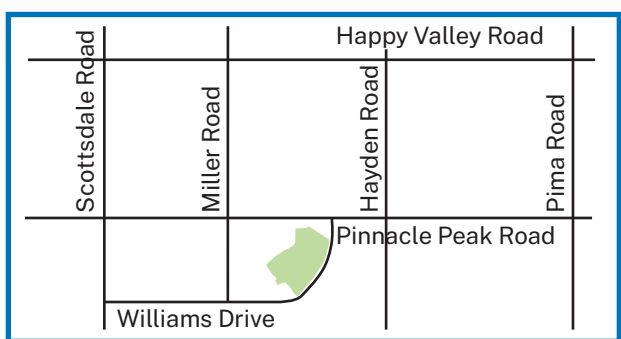 Happy Valley Road
Scottsdale Road
Miller Road
Hayden Road
Pima Road
Pinnacle Peak Road
Williams Drive